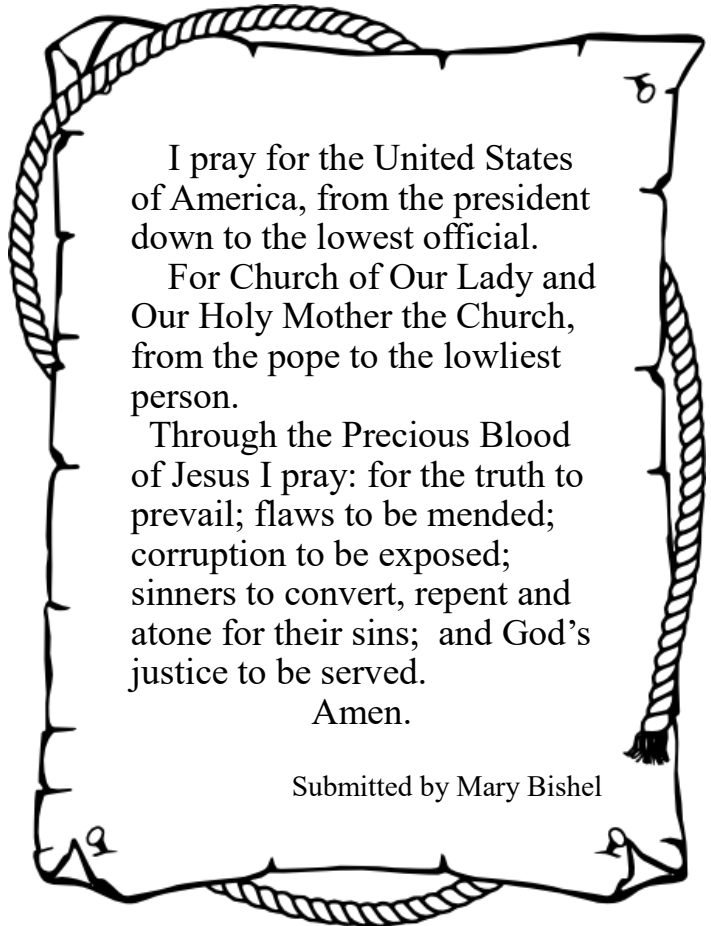 I pray for the United States
of America, from the president
down to the lowest official.
For Church of Our Lady and
Our Holy Mother the Church,
from the pope to the lowliest
person.
Through the Precious Blood
of Jesus I pray: for the truth to
prevail; flaws to be mended;
corruption to be exposed;
sinners to convert, repent and
atone for their sins;  and God’s
justice to be served.
Amen.
Submitted by Mary Bishel